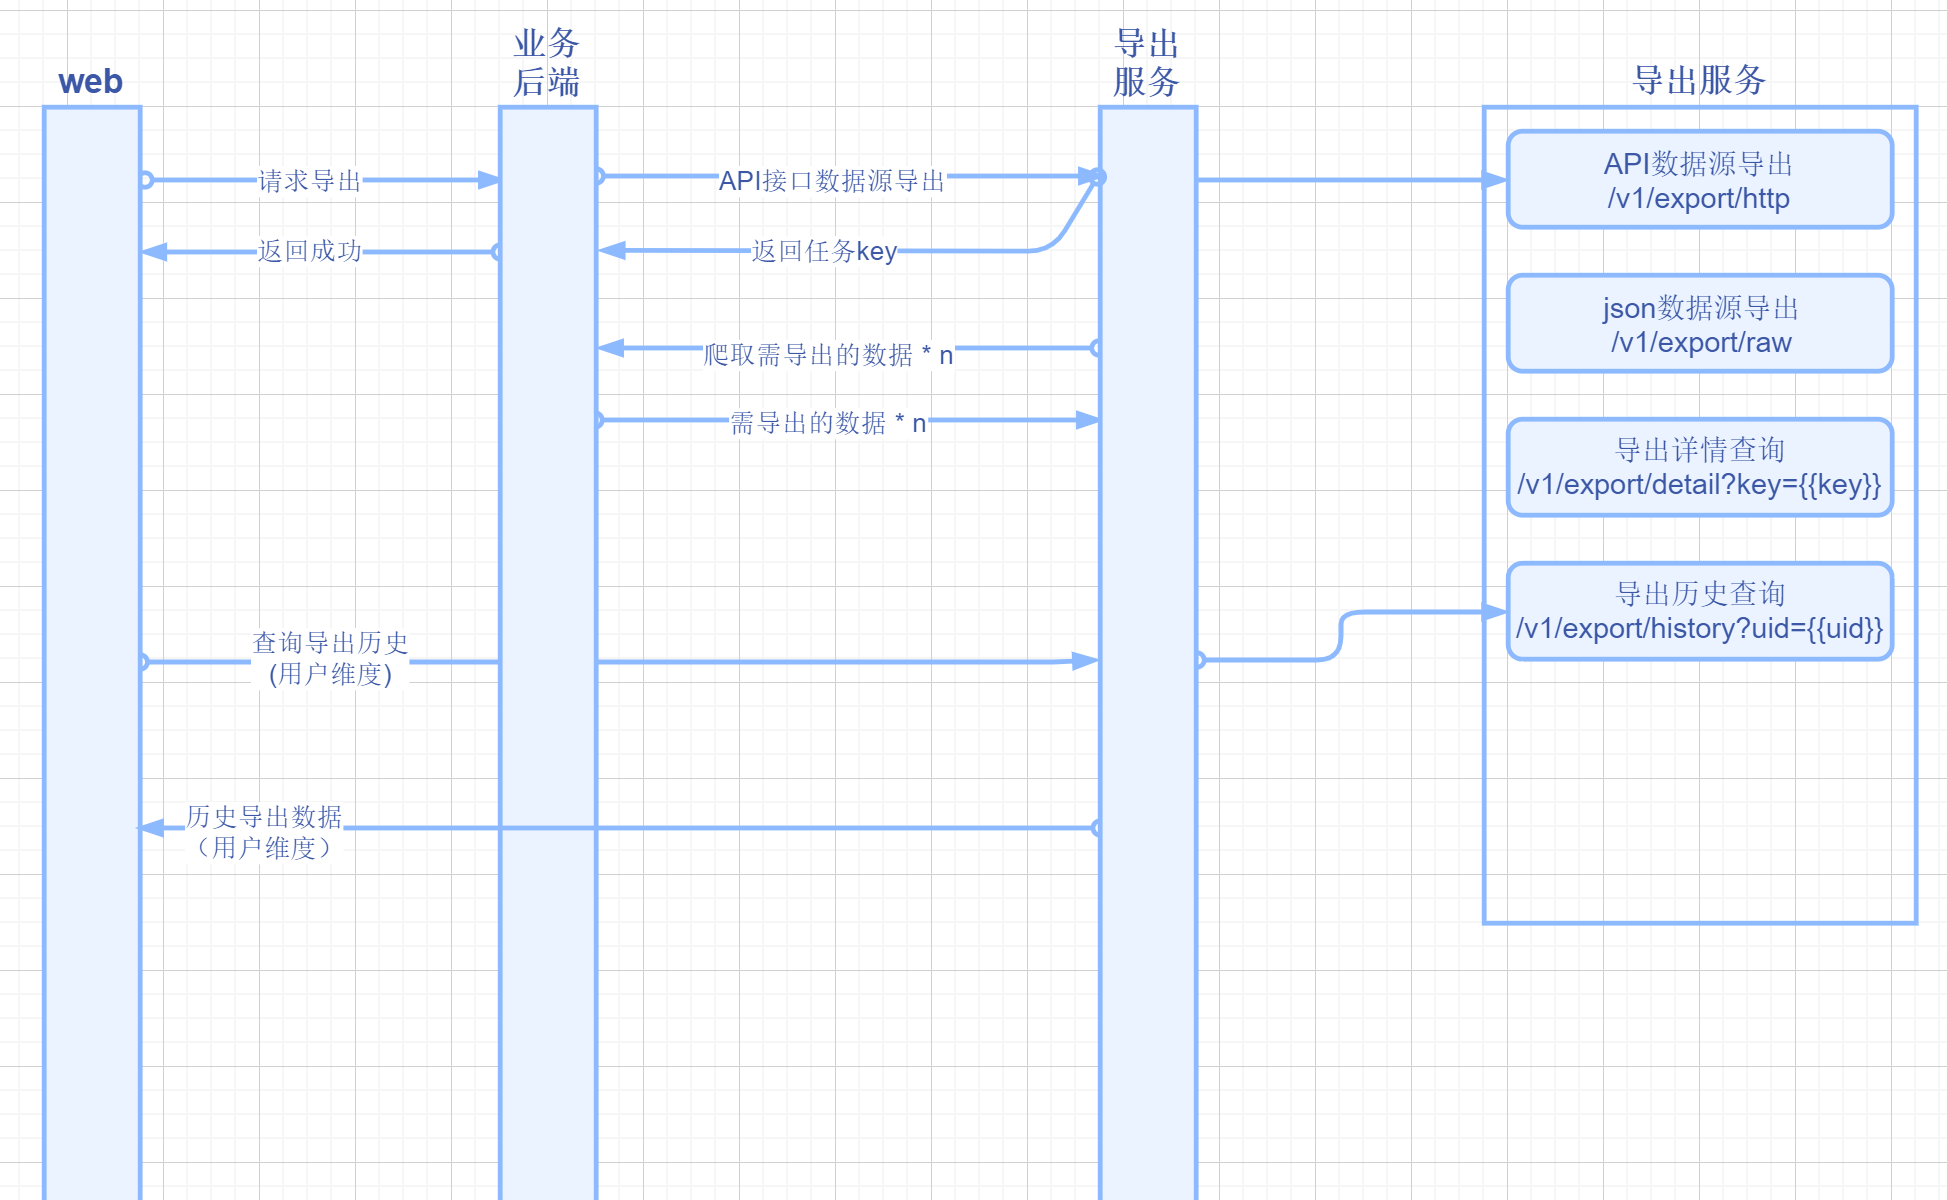 web
业务
后端
导出
服务
导出服务
请求导出
API接口数据源导出
返回成功
返回任务key
爬取需导出的数据 * n
需导出的数据 * n
查询导出历史
(用户维度)
历史导出数据
（用户维度）
API数据源导出
/v1/export/http
json数据源导出
/v1/export/raw
导出详情查询
/v1/export/detail?key={{key}}
导出历史查询
/v1/export/history?uid={{uid}}